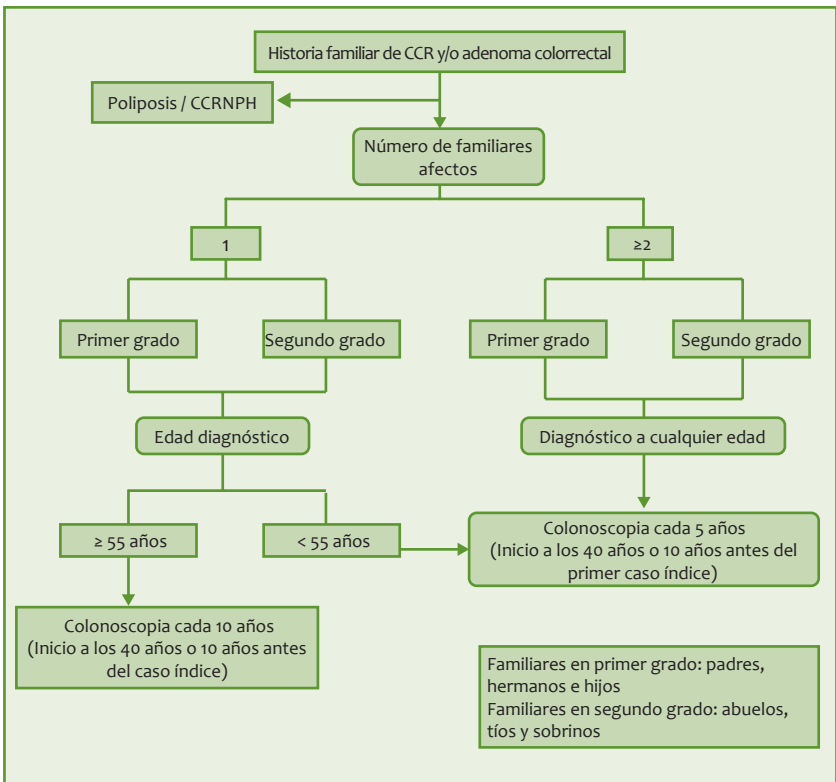 Historia familiar de CCR y/o adenoma colorrectal
Poliposis / CCRNPH
Número de familiares
afectos
1
≥2
Primer grado
Segundo grado
Primer grado
Segundo grado
Edad diagnóstico
Diagnóstico a cualquier edad
≥ 55 años
< 55 años
Colonoscopia cada 5 años
(Inicio a los 40 años o 10 años antes del
primer caso índice)
Colonoscopia cada 10 años
(Inicio a los 40 años o 10 años antes
del caso índice)
Familiares en primer grado: padres,
hermanos e hijos
Familiares en segundo grado: abuelos,
tíos y sobrinos